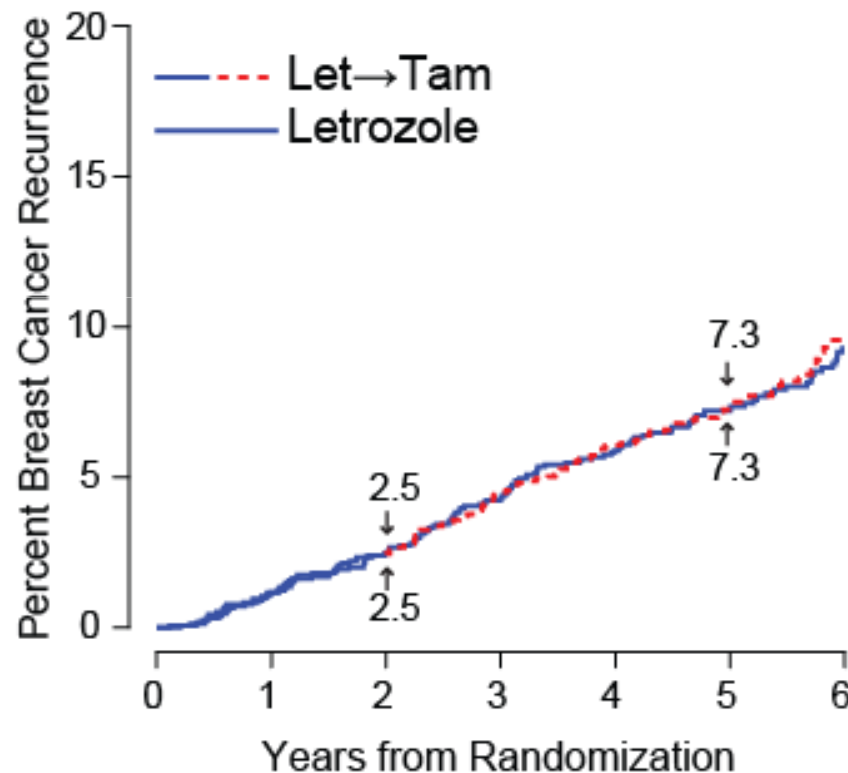 Percent Breast Cancer Recurrence
20
15
10
5
0
Let→Tam
Letrozole
2.5
2.5
7.3
7.3
0 1 2 3 4 5 6
Years from Randomization